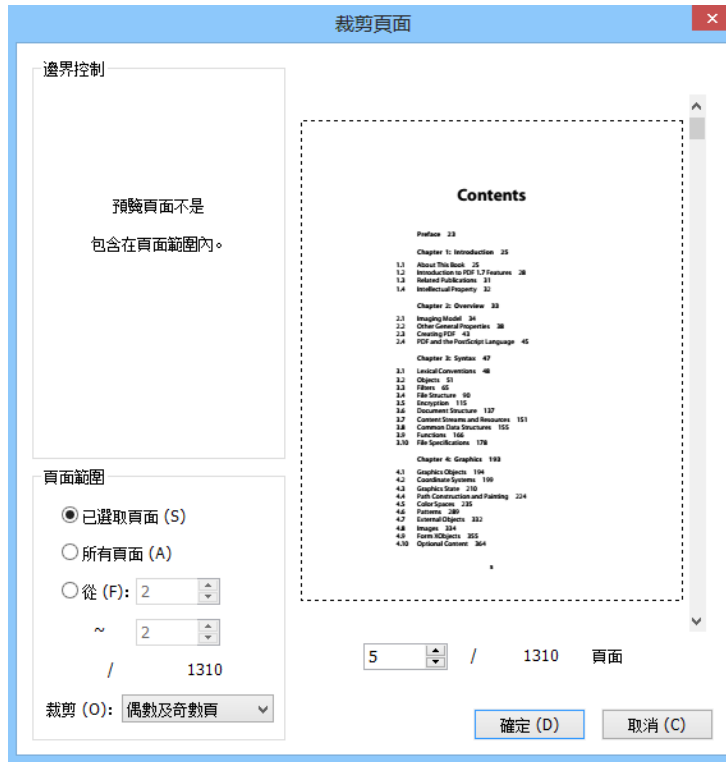 裁剪頁面
邊界控制
預覽頁面不是
包含在頁面範圍內。
Contents
Preface 23
Chapter 1: Introduction 25
1.1 About This Book 25
1.2 Introduction to PDF 1.7 Features 28
1.3 Related Publications 31
1.4 Intellectual Property 32
Chapter 2: Overview 33
2.1 Imaging Model 34
2.2 Other General Properties 38
2.3 Creating PDF 43
2.4 PDF and the PostScript Language 45
Chapter 3: Syntax 47
3.1 Lexical Conventions 48
3.2 Objects 51
3.3 Filters 65
3.4 File Structure 90
3.5 Encryption 115
3.6 Document Structure 137
3.7 Content Streams and Resources 151
3.8 Common Data Structures 155
3.9 Functions 166
3.10 File Specifications 178
Chapter 4: Graphics 193
4.1 Graphics Objects 194
4.2 Coordinate Systems 199
4.3 Graphics State 210
4.4 Path Construction and Painting 224
4.5 Color Spaces 235
4.6 Patterns 289
4.7 External Objects 332
4.8 Images 334
4.9 Form XObjects 355
4.10 Optional Content 364
頁面範圍
已選取頁面 (S)
所有頁面 (A)
從 (F): 2
~ 2
/ 1310
裁剪 (O): 偶數及奇數頁
5 / 1310 頁面
確定 (D) 取消 (C)